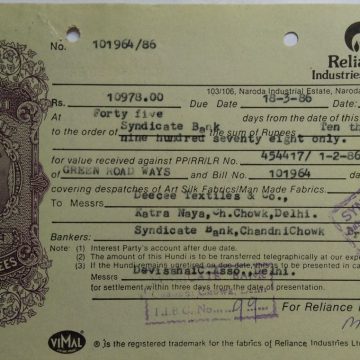 No. 101964/86
Relian
Industries
103/106, Naroda Industrial Estate, Naroda
Rs. 10978.00 Due Date 18-3-86
At Forty five days from the date of this
to the order of Syndicate Bank the sum of Rupees Ten th
nine hundred seventy eight only.
for value received against PP/RR/LR No. 454417/ 1-2-86
of GREEN ROAD WAYS and Bill No. 101964 d
covering despatches of Art Silk Fabrics/Man Made Fabrics.
To Messrs Deecee Textiles & Co.,
Katra Naya, Ch.Chowk, Delhi.
Bankers: Syndicate Bank, ChandniChowk
Note: (1) Interest Party's account after due date.
(2) The amount of this Hundi is to be transferred telegraphically at our expe
(3) If the Hundi remains unretired on due date, this is to be presented in ca
Messrs Asso., Delhi.
for settlement within three days from the date of this presentation.
For Reliance
VIMAL
® is the registered trademark for the fabrics of Reliance Industries Ltd